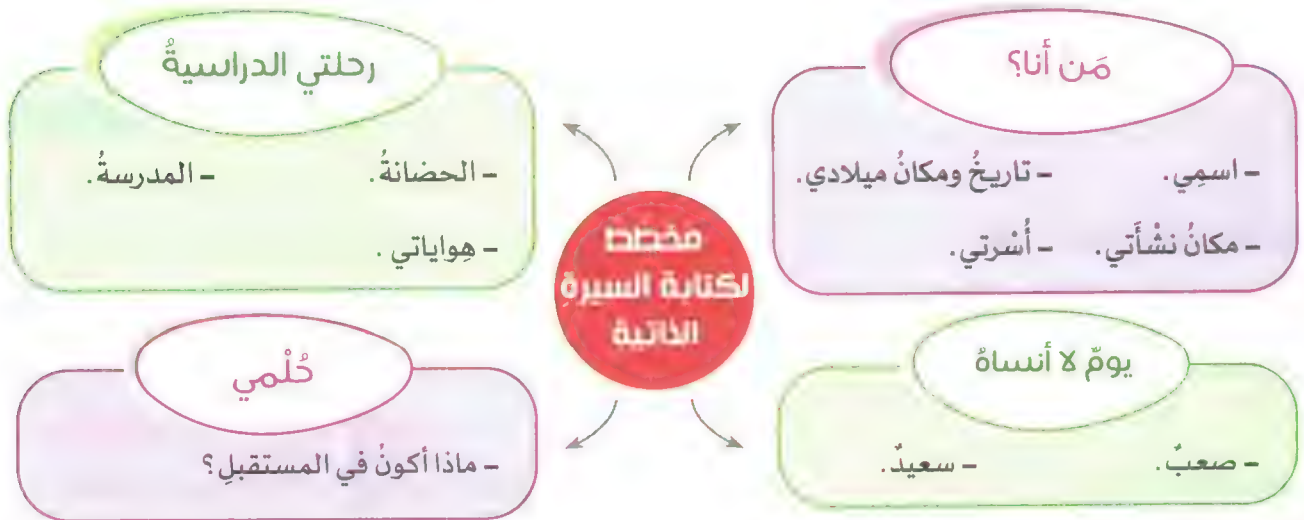 مَن أنا؟
– اسمِي. – تاريخُ ومكانُ ميلادي.
– مكانُ نشْأَتي. – أُسْرتي.
رحلتي الدراسيةُ
– الحضانةُ. – المدرسةُ.
– هِواياتي.
مخطط
لكتابة السيرةِ
الذاتية
يومٌ لا أنساهُ
– صعبٌ. – سعيدٌ.
حُلْمي
– ماذا أكونُ في المستقبلِ؟